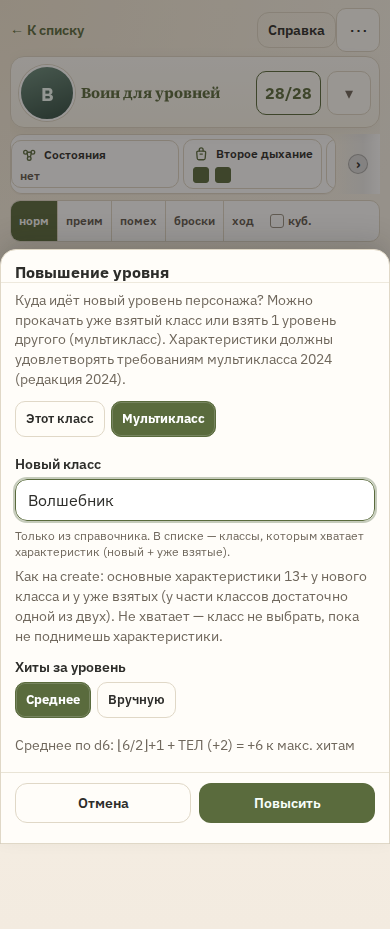 ← К списку
Справка
...
В
Воин для уровней
28/28
▼
Состояния
нет
Второе дыхание
›
норм
преим
помех
броски
ход
куб.
Повышение уровня
Куда идёт новый уровень персонажа? Можно
прокачать уже взятый класс или взять 1 уровень
другого (мультикласс). Характеристики должны
удовлетворять требованиям мультикласса 2024
(редакция 2024).
Этот класс
Мультикласс
Новый класс
Волшебник
Только из справочника. В списке — классы, которым хватает
характеристик (новый + уже взятые).
Как на create: основные характеристики 13+ у нового
класса и у уже взятых (у части классов достаточно
одной из двух). Не хватает — класс не выбрать, пока
не поднимешь характеристики.
Хиты за уровень
Среднее
Вручную
Среднее по d6: ⌊6/2⌋+1 + ТЕЛ (+2) = +6 к макс. хитам
Отмена
Повысить